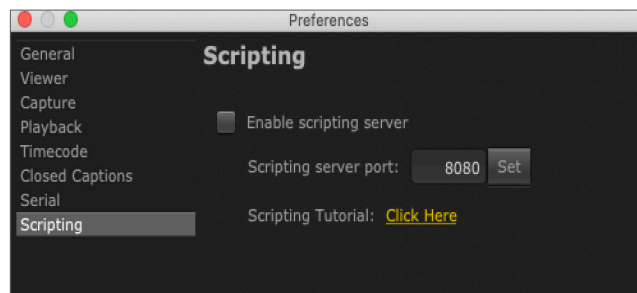 Preferences
General
Viewer
Capture
Playback
Timecode
Closed Captions
Serial
Scripting
Scripting
Enable scripting server
Scripting server port: 8080 Set
Scripting Tutorial: Click Here